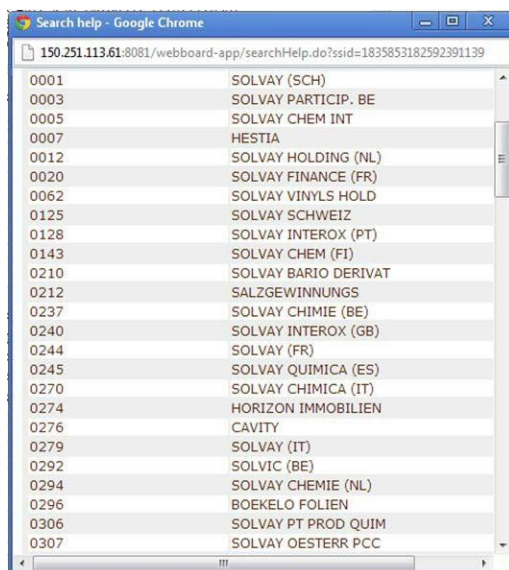 Search help - Google Chrome
150.251.113.61:8081/webboard-app/searchHelp.do?ssid=1835853182592391139
0001 SOLVAY (SCH)
0003 SOLVAY PARTICIP. BE
0005 SOLVAY CHEM INT
0007 HESTIA
0012 SOLVAY HOLDING (NL)
0020 SOLVAY FINANCE (FR)
0062 SOLVAY VINYLS HOLD
0125 SOLVAY SCHWEIZ
0128 SOLVAY INTEROX (PT)
0143 SOLVAY CHEM (FI)
0210 SOLVAY BARIO DERIVAT
0212 SALZGEWINNUNGS
0237 SOLVAY CHIMIE (BE)
0240 SOLVAY INTEROX (GB)
0244 SOLVAY (FR)
0245 SOLVAY QUIMICA (ES)
0270 SOLVAY CHIMICA (IT)
0274 HORIZON IMMOBILIEN
0276 CAVITY
0279 SOLVAY (IT)
0292 SOLVIC (BE)
0294 SOLVAY CHEMIE (NL)
0296 BOEKELO FOLIEN
0306 SOLVAY PT PROD QUIM
0307 SOLVAY OESTERR PCC